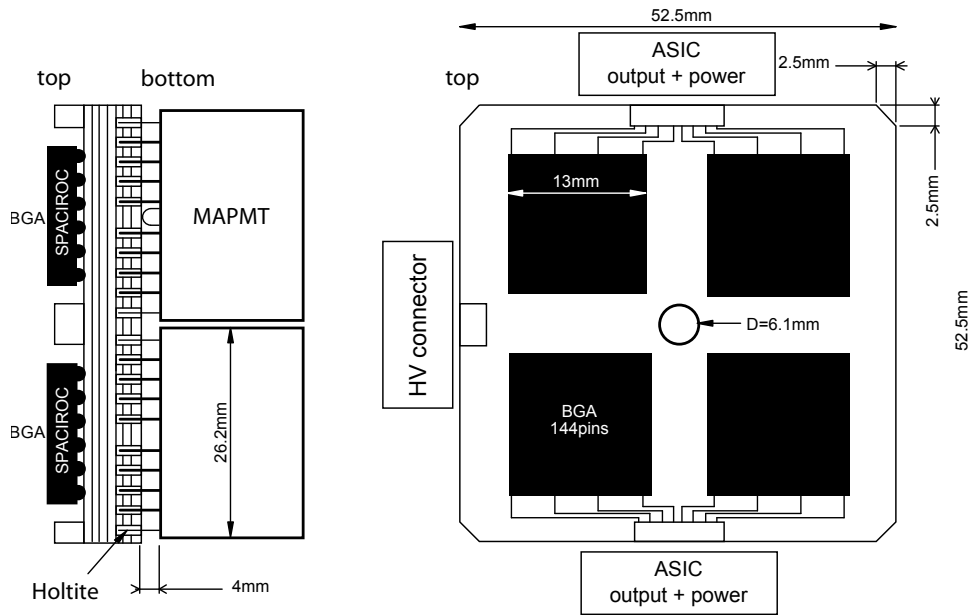 top
bottom
BGA
SPACIROC
MAPMT
BGA
SPACIROC
26.2mm
Holtite
4mm
52.5mm
top
ASIC
output + power
2.5mm
2.5mm
13mm
HV connector
D=6.1mm
52.5mm
BGA
144pins
ASIC
output + power